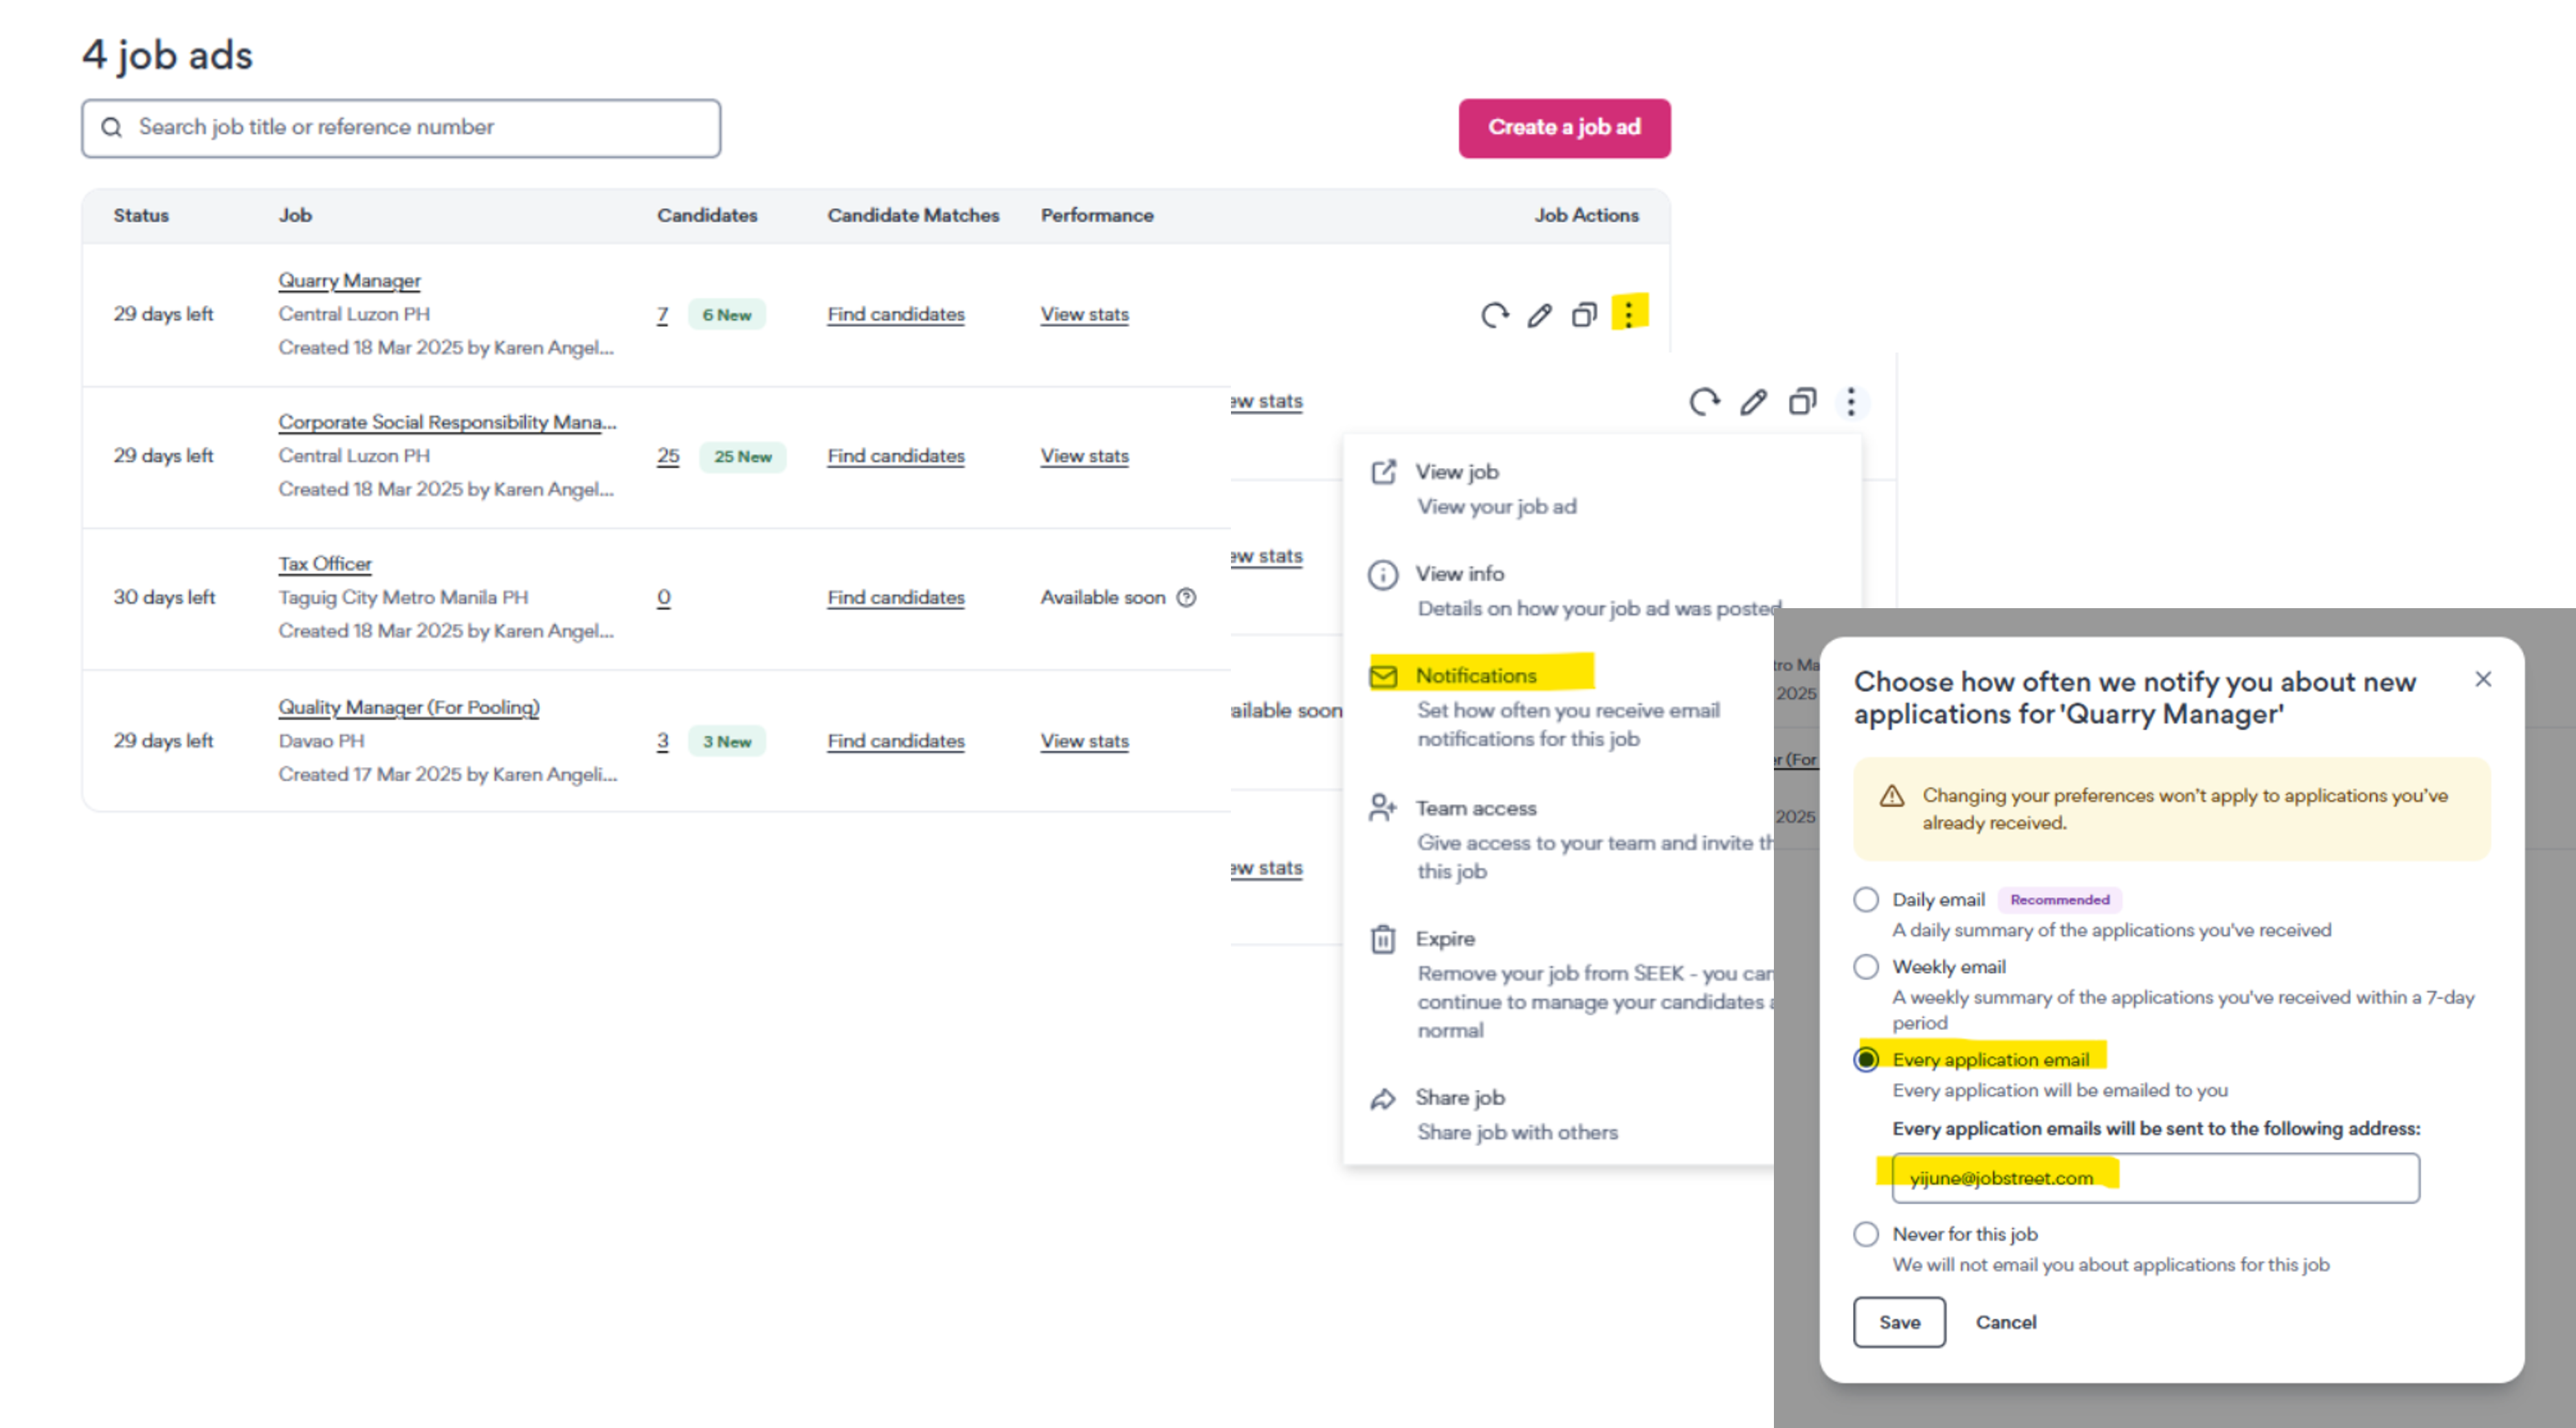 4 job ads
Search job title or reference number
Create a job ad
Status Job Candidates Candidate Matches Performance Job Actions
Quarry Manager
29 days left Central Luzon PH 7 6 New Find candidates View stats
Created 18 Mar 2025 by Karen Angel...
Corporate Social Responsibility Mana...
29 days left Central Luzon PH 25 25 New Find candidates View stats
Created 18 Mar 2025 by Karen Angel...
Tax Officer
30 days left Taguig City Metro Manila PH 0 Find candidates Available soon
Created 18 Mar 2025 by Karen Angel...
Quality Manager (For Pooling)
29 days left Davao PH 3 3 New Find candidates View stats
Created 17 Mar 2025 by Karen Angeli...
ew stats
ew stats
ailable soon
ew stats
View job
View your job ad
View info
Details on how your job ad was posted
Notifications
Set how often you receive email
notifications for this job
Team access
Give access to your team and invite th
this job
Expire
Remove your job from SEEK - you can
continue to manage your candidates a
normal
Share job
Share job with others
tro Ma
2025
r (For
2025
Choose how often we notify you about new
applications for 'Quarry Manager'
Changing your preferences won't apply to applications you've
already received.
Daily email Recommended
A daily summary of the applications you've received
Weekly email
A weekly summary of the applications you've received within a 7-day
period
Every application email
Every application will be emailed to you
Every application emails will be sent to the following address:
yijune@jobstreet.com
Never for this job
We will not email you about applications for this job
Save Cancel